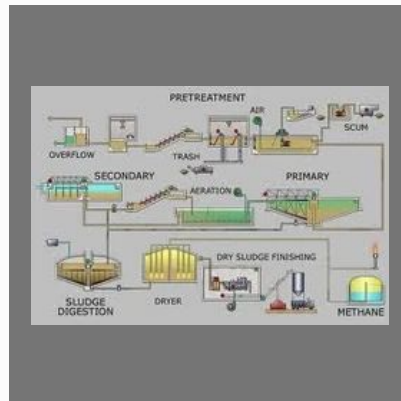 PRETREATMENT
AIR
OVERFLOW
TRASH
SCUM
SECONDARY
AERATION
PRIMARY
DRY SLUDGE FINISHING
SLUDGE
DIGESTION
DRYER
METHANE